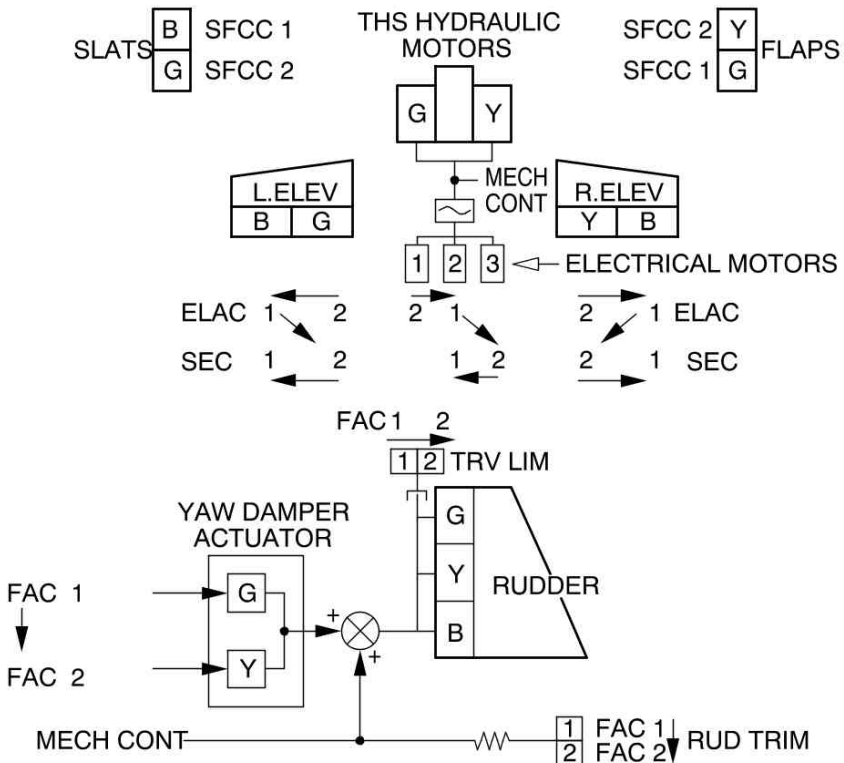 SLATS
B SFCC 1
G SFCC 2
THS HYDRAULIC
MOTORS
G Y
SFCC 2 Y
SFCC 1 G
FLAPS
MECH
CONT
L.ELEV
B G
R.ELEV
Y B
1 2 3 ELECTRICAL MOTORS
ELAC 1 2 2 1 2 1 ELAC
SEC 1 2 1 2 2 1 SEC
FAC 1 2
1 2 TRV LIM
YAW DAMPER
ACTUATOR
G
Y
B
RUDDER
FAC 1
G
+
+
FAC 2
Y
MECH CONT
1 FAC 1
2 FAC 2
RUD TRIM